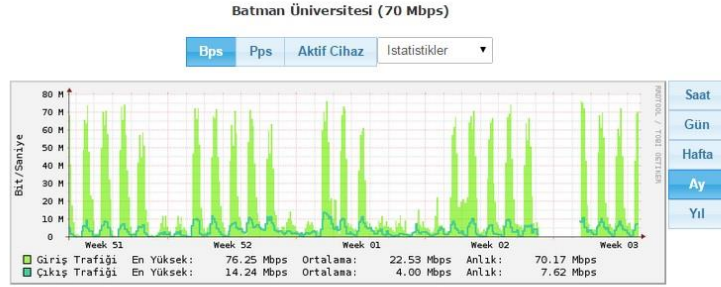 Batman Üniversitesi (70 Mbps)
Bps Pps Aktif Cihaz Istatistikler
80 M
70 M
60 M
50 M
40 M
30 M
20 M
10 M
0
Bit/Saniye
RRDTOOL / TOBI OETIKER
Week 51 Week 52 Week 01 Week 02 Week 03
Giriş Trafiği En Yüksek: 76.25 Mbps Ortalama: 22.53 Mbps Anlık: 70.17 Mbps
Çıkış Trafiği En Yüksek: 14.24 Mbps Ortalama: 4.00 Mbps Anlık: 7.62 Mbps
Saat
Gün
Hafta
Ay
Yıl